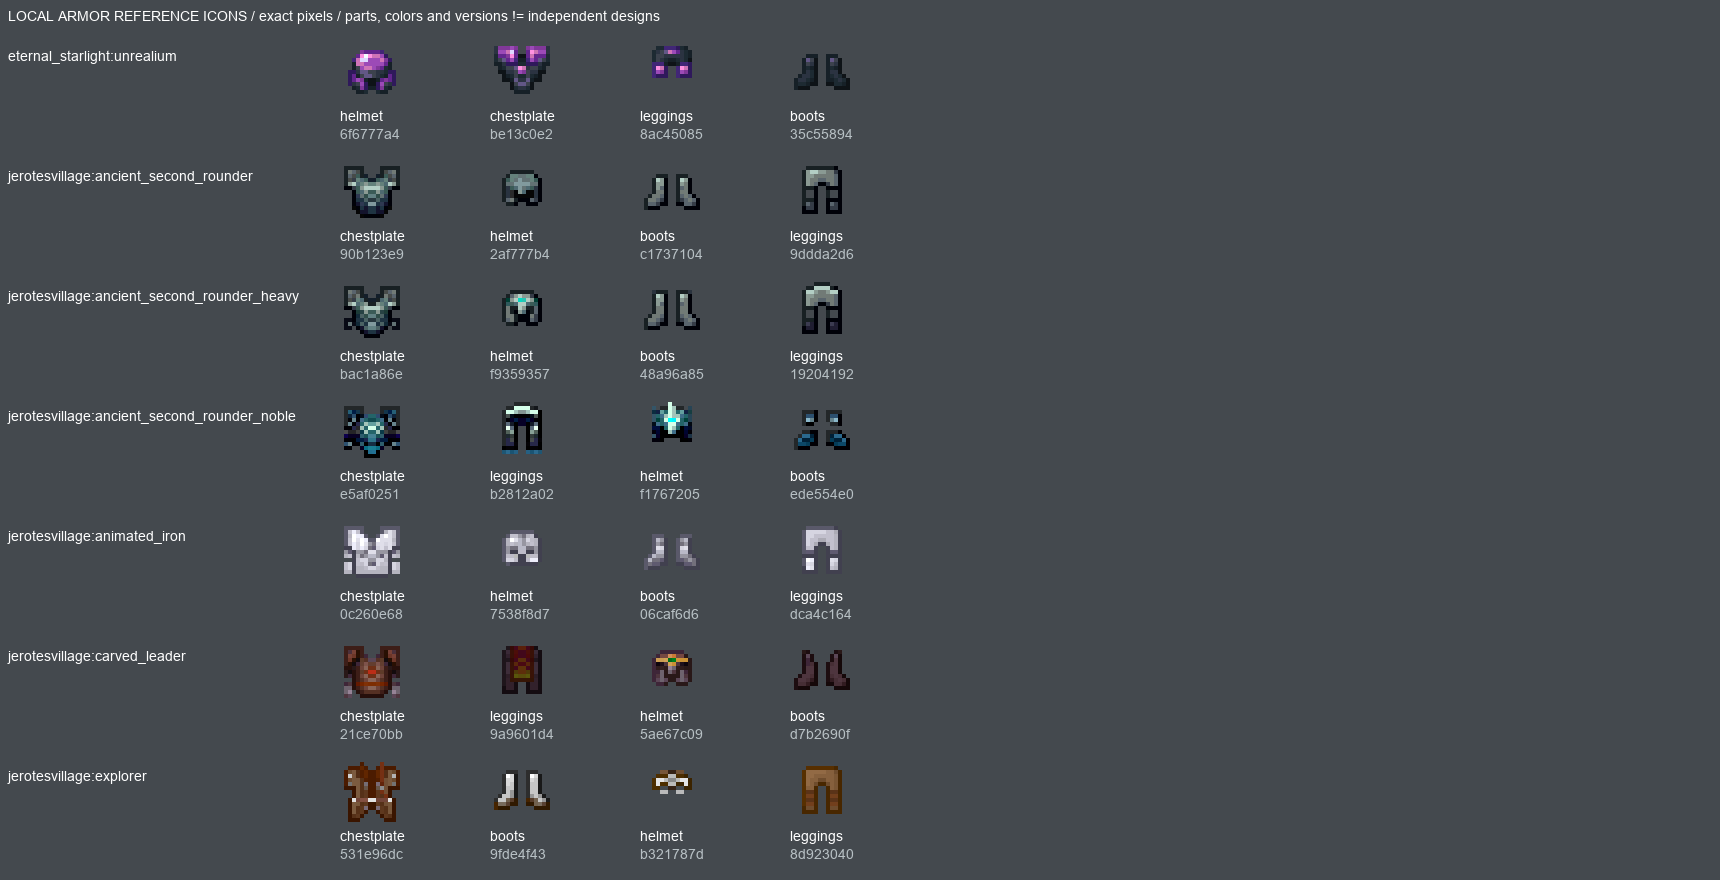 LOCAL ARMOR REFERENCE ICONS / exact pixels / parts, colors and versions != independent designs
eternal_starlight:unrealium
helmet chestplate leggings boots
6f6777a4 be13c0e2 8ac45085 35c55894
jerotesvillage:ancient_second_rounder
chestplate helmet boots leggings
90b123e9 2af777b4 c1737104 9ddda2d6
jerotesvillage:ancient_second_rounder_heavy
chestplate helmet boots leggings
bac1a86e f9359357 48a96a85 19204192
jerotesvillage:ancient_second_rounder_noble
chestplate leggings helmet boots
e5af0251 b2812a02 f1767205 ede554e0
jerotesvillage:animated_iron
chestplate helmet boots leggings
0c260e68 7538f8d7 06caf6d6 dca4c164
jerotesvillage:carved_leader
chestplate leggings helmet boots
21ce70bb 9a9601d4 5ae67c09 d7b2690f
jerotesvillage:explorer
chestplate boots helmet leggings
531e96dc 9fde4f43 b321787d 8d923040